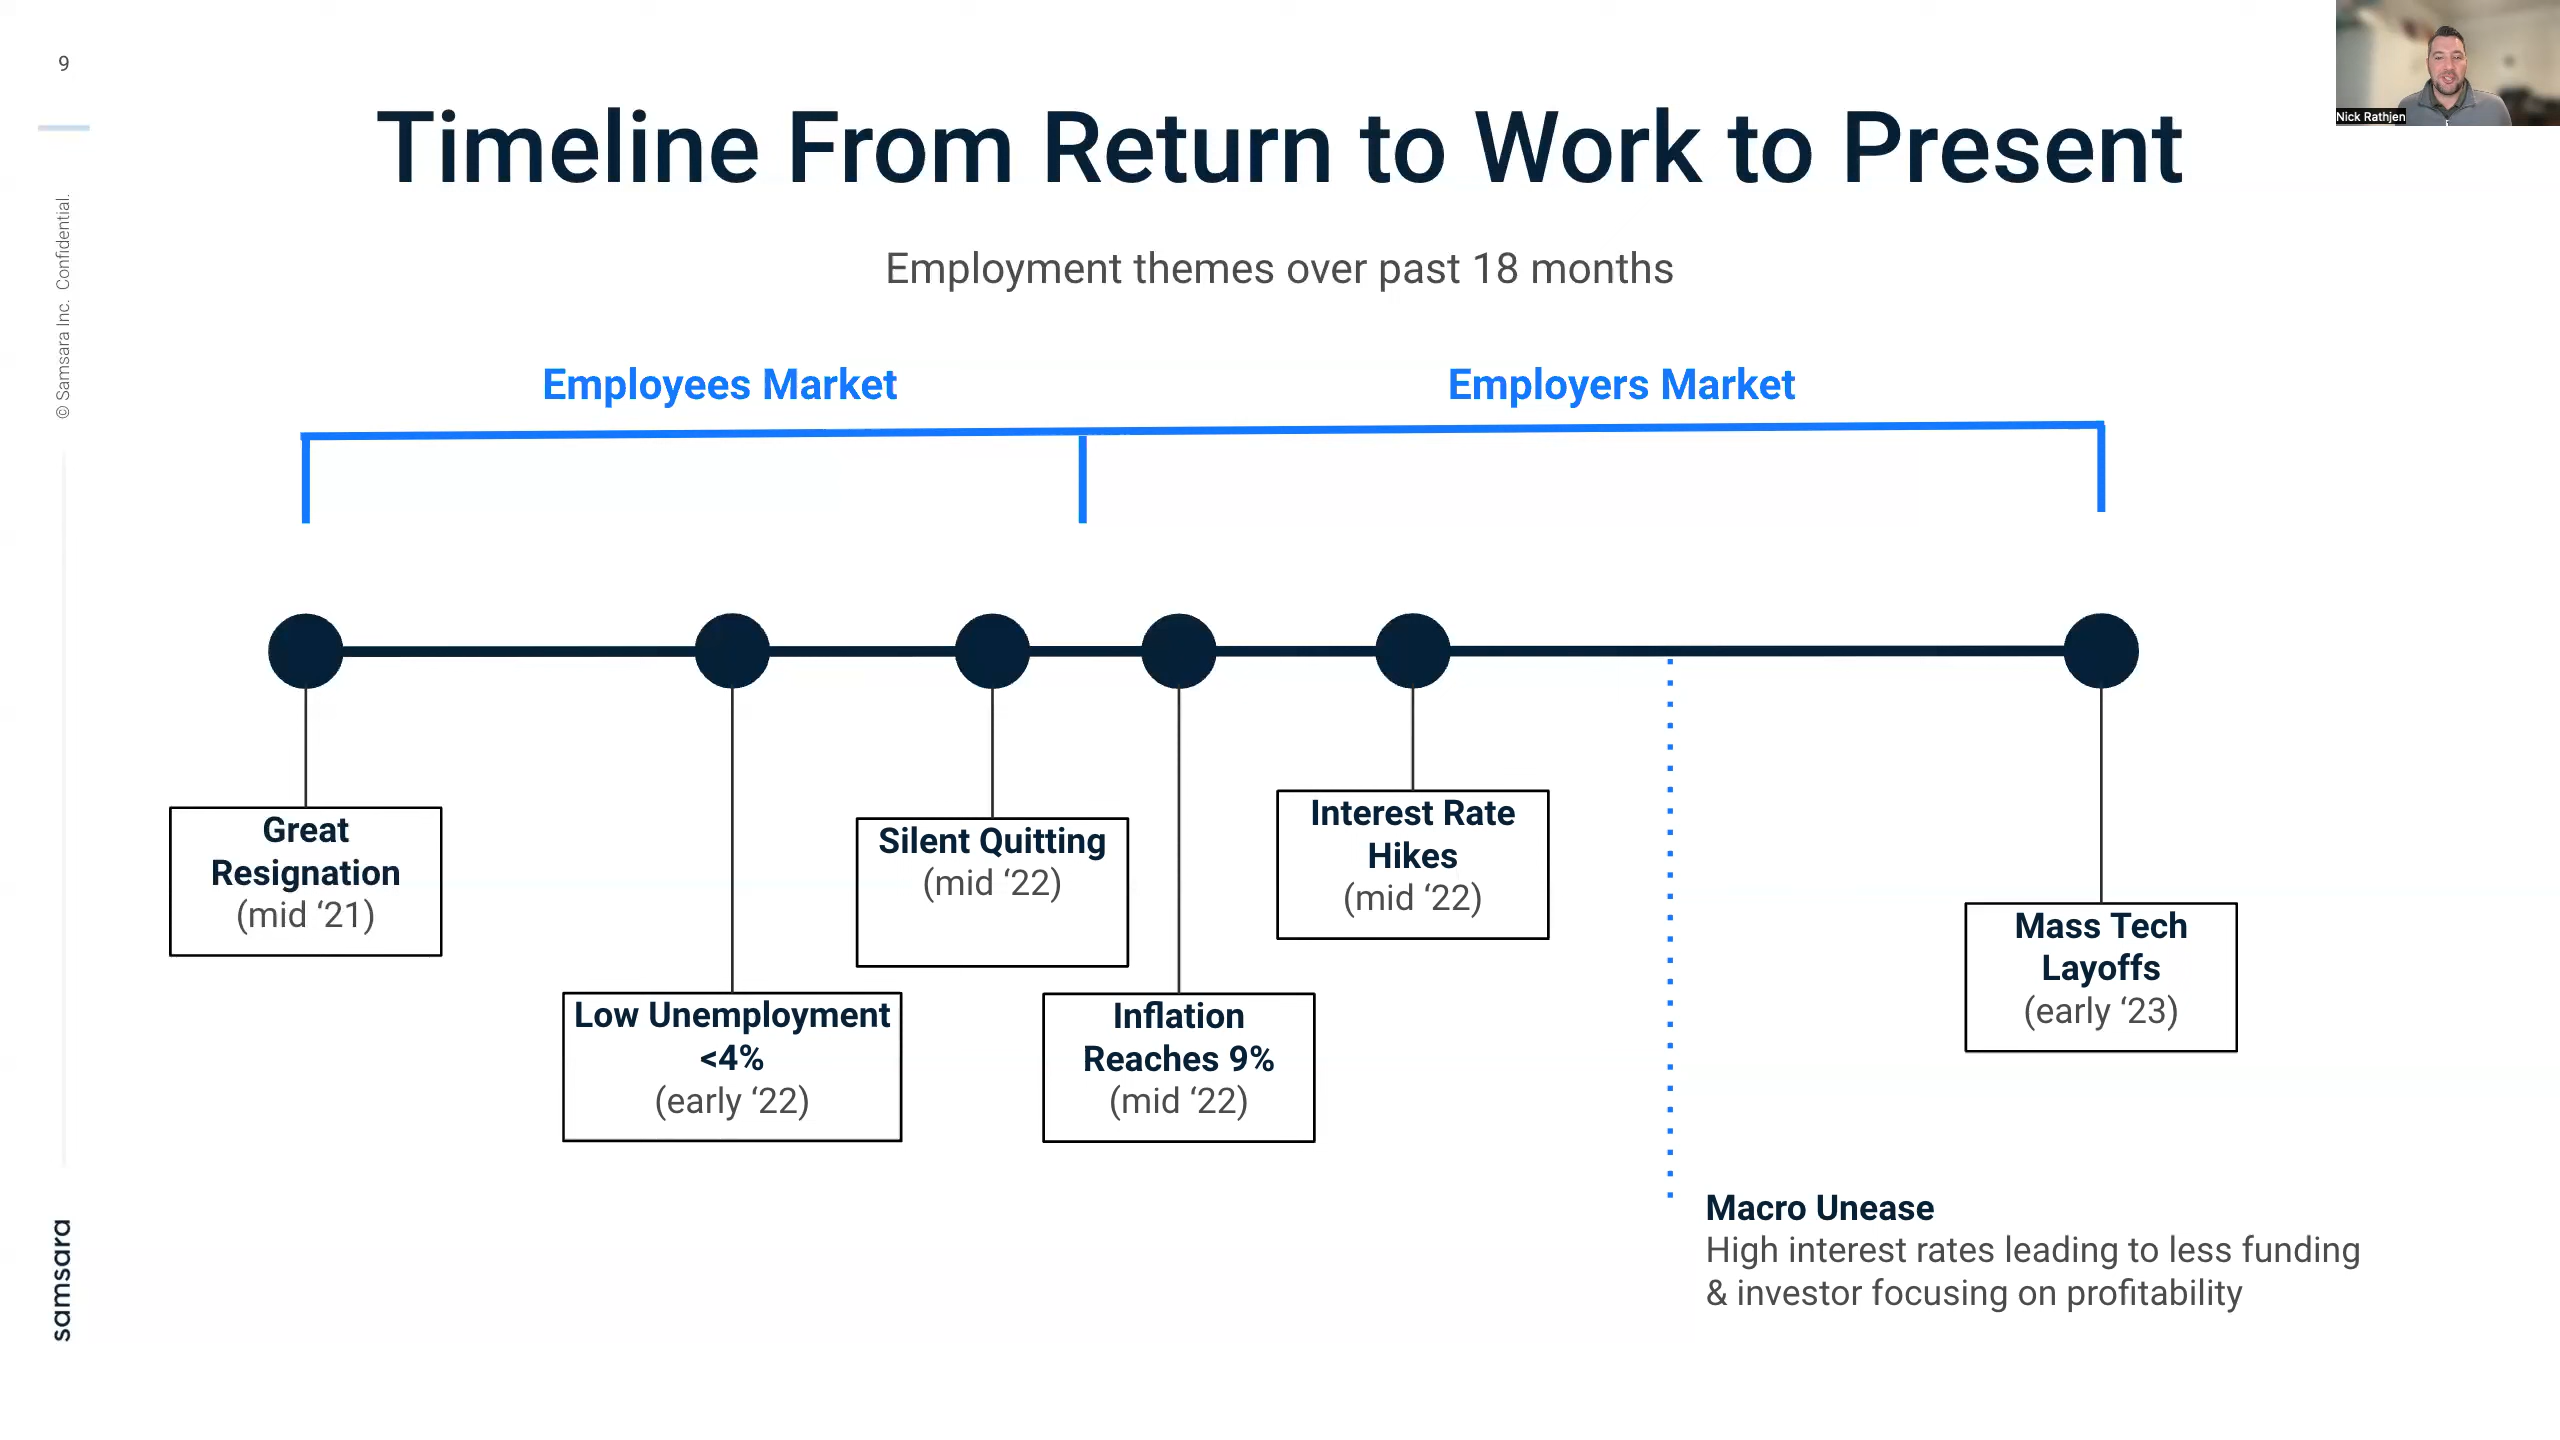 9
© Samsara Inc. Confidential.
samsara
Nick Rathjen
Timeline From Return to Work to Present
Employment themes over past 18 months
Employees Market
Employers Market
Great
Resignation
(mid ‘21)
Low Unemployment
<4%
(early ‘22)
Silent Quitting
(mid ‘22)
Inflation
Reaches 9%
(mid ‘22)
Interest Rate
Hikes
(mid ‘22)
Macro Unease
High interest rates leading to less funding
& investor focusing on profitability
Mass Tech
Layoffs
(early ‘23)